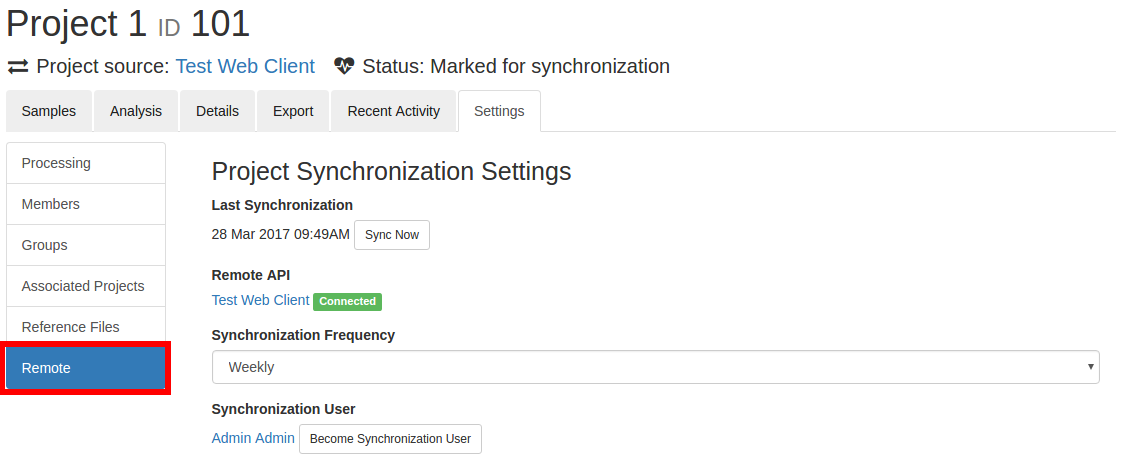 Project 1 ID 101
Project source: Test Web Client Status: Marked for synchronization
Samples Analysis Details Export Recent Activity Settings
Processing
Members
Groups
Associated Projects
Reference Files
Remote
Project Synchronization Settings
Last Synchronization
28 Mar 2017 09:49AM Sync Now
Remote API
Test Web Client Connected
Synchronization Frequency
Weekly
Synchronization User
Admin Admin Become Synchronization User